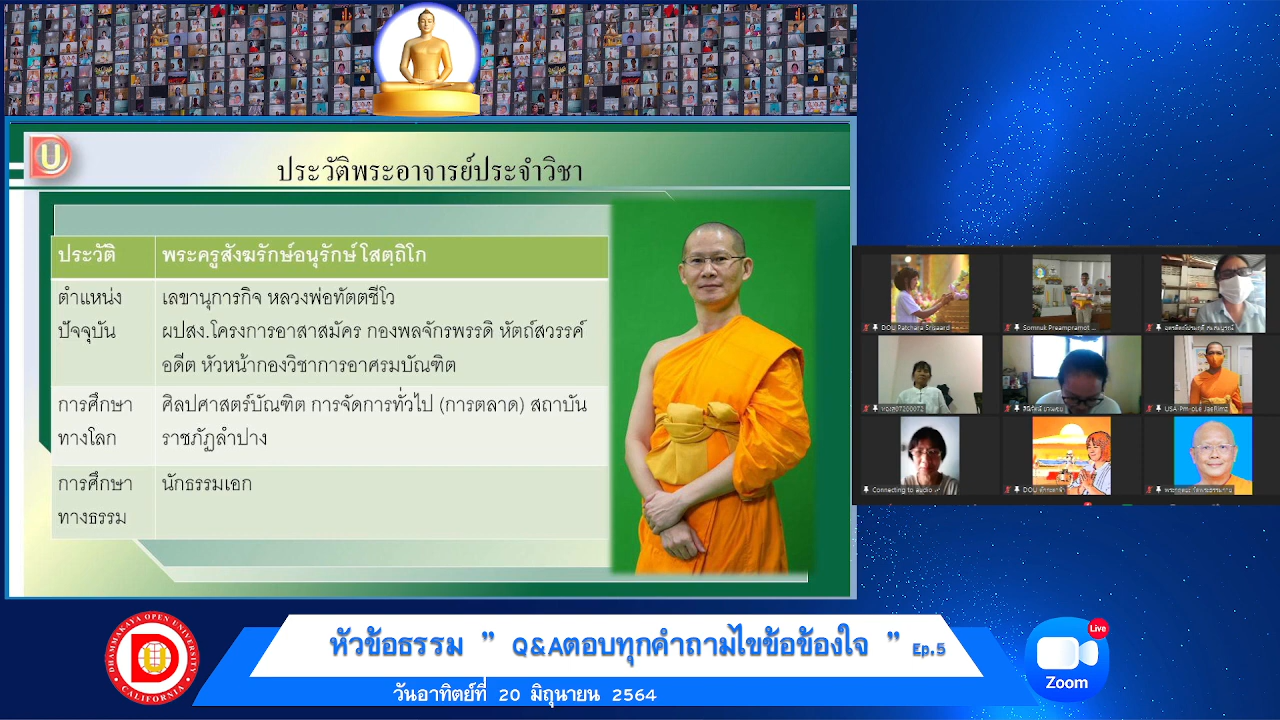 U
ประวัติพระอาจารย์ประจำวิชา
ประวัติ
พระครูสังฆรักษ์อนุรักษ์ โสตฺถิโก
ตำแหน่ง
ปัจจุบัน
เลขานุการกิจ หลวงพ่อทัตตชีโว
ผปสง.โครงการอาสาสมัคร กองพลจักรพรรดิ หัตถ์สวรรค์
อดีต หัวหน้ากองวิชาการอาศรมบัณฑิต
การศึกษา
ทางโลก
ศิลปศาสตร์บัณฑิต การจัดการทั่วไป (การตลาด) สถาบัน
ราชภัฏลำปาง
การศึกษา
ทางธรรม
นักธรรมเอก
DOU Patchara Srisaard
Somnuk Preampramot ...
USA-Pm-pLe Jaeflimz
Connecting to audio
DHAMMAKAYA OPEN UNIVERSITY
CALIFORNIA
หัวข้อธรรม " Q&Aตอบทุกคำถามไขข้อข้องใจ " Ep.5
วันอาทิตย์ที่ 20 มิถุนายน 2564
Live
Zoom